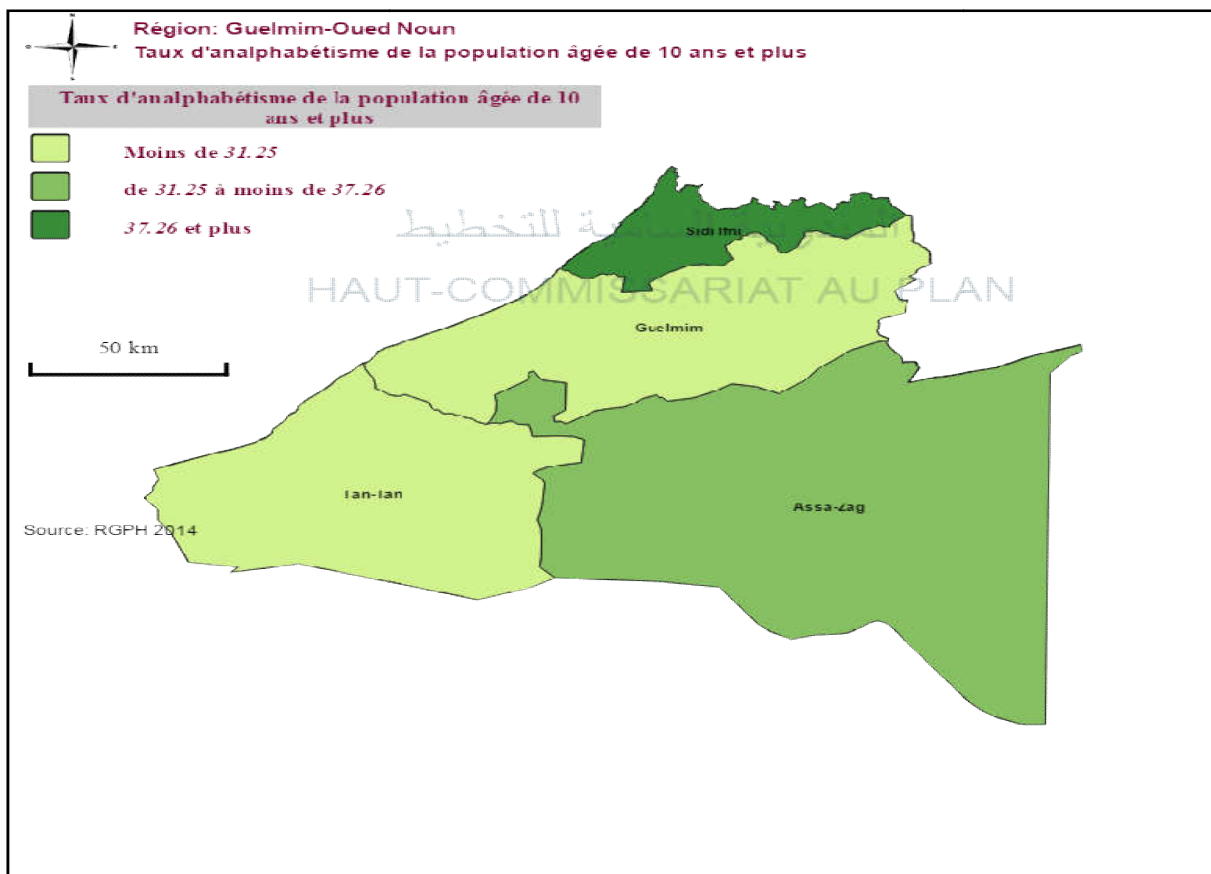 Région: Guelmim-Oued Noun
Taux d'analphabétisme de la population âgée de 10 ans et plus
Taux d'analphabétisme de la population âgée de 10
ans et plus
Moins de 31.25
de 31.25 à moins de 37.26
37.26 et plus
Sidi Ifni
HAUT-COMMISSARIAT AU PLAN
Guelmim
50 km
Tan-Tan
Assa-Zag
Source: RGPH 2014